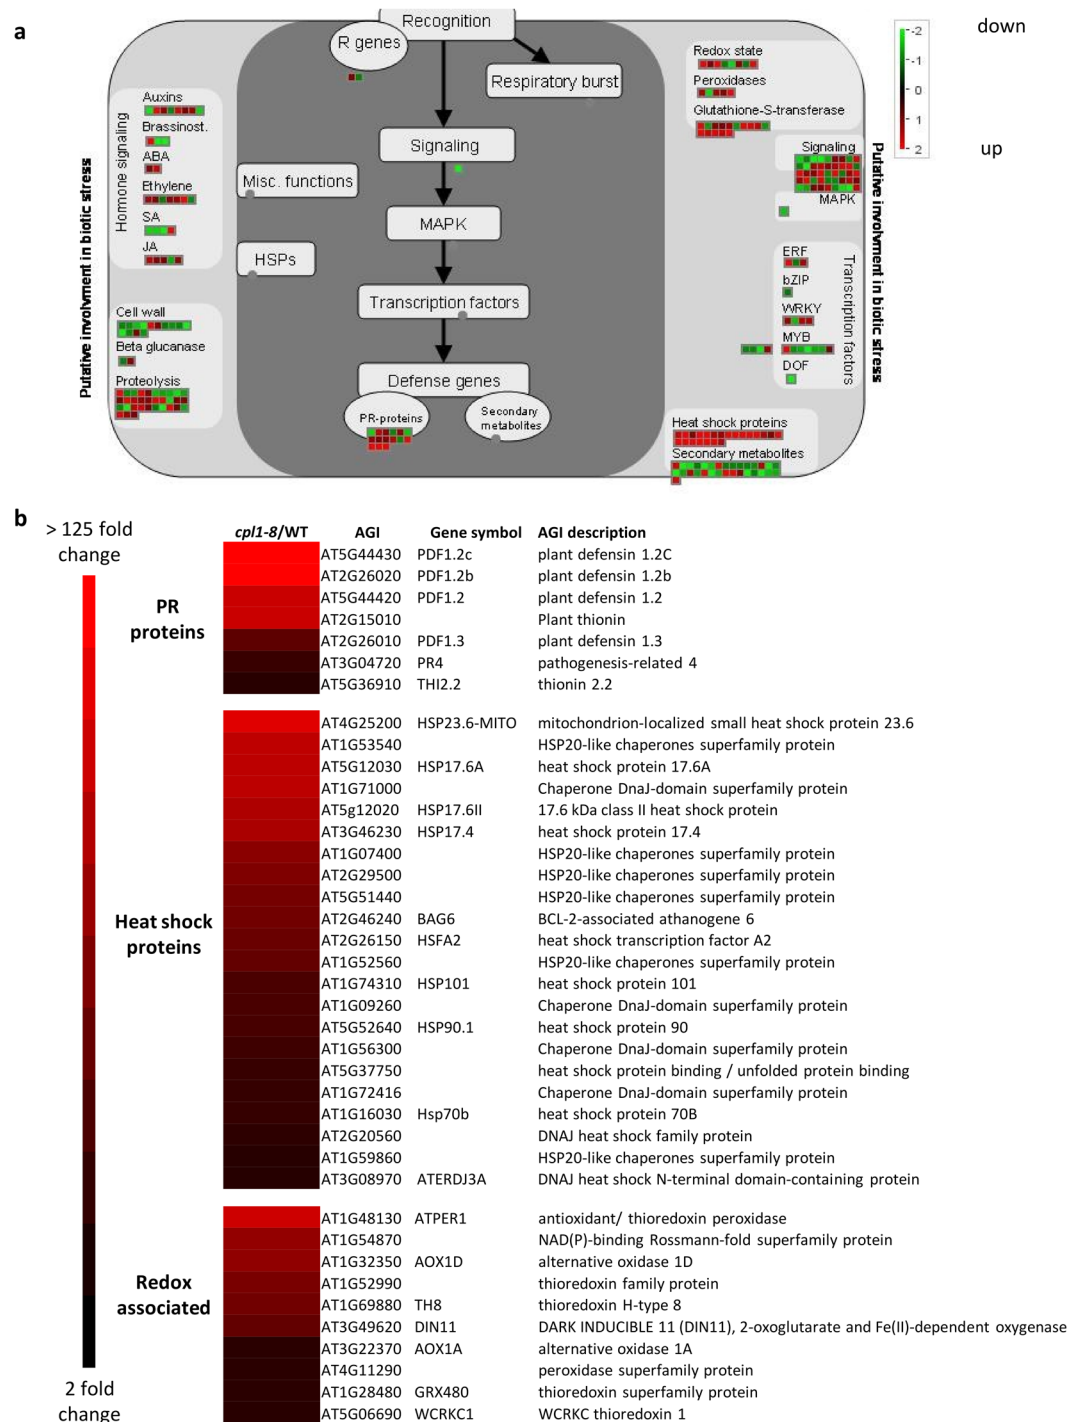 a
Recognition
R genes
Respiratory burst
Signaling
Misc. functions
MAPK
HSPs
Transcription factors
Defense genes
PR-proteins
Secondary
metabolites
Putative involvment in biotic stress
Hormone signaling
Auxins
Brassinost.
ABA
Ethylene
SA
JA
Cell wall
Beta glucanase
Proteolysis
Redox state
Peroxidases
Glutathione-S-transferase
Signaling
MAPK
ERF
bZIP
WRKY
MYB
DOF
Transcription factors
Putative involvment in biotic stress
Heat shock proteins
Secondary metabolites
-2
-1
0
1
2
down
up
b
> 125 fold
change
2 fold
change
cpl1-8/WT AGI Gene symbol AGI description
PR
proteins
AT5G44430 PDF1.2c plant defensin 1.2C
AT2G26020 PDF1.2b plant defensin 1.2b
AT5G44420 PDF1.2 plant defensin 1.2
AT2G15010 Plant thionin
AT2G26010 PDF1.3 plant defensin 1.3
AT3G04720 PR4 pathogenesis-related 4
AT5G36910 THI2.2 thionin 2.2
Heat shock
proteins
AT4G25200 HSP23.6-MITO mitochondrion-localized small heat shock protein 23.6
AT1G53540 HSP20-like chaperones superfamily protein
AT5G12030 HSP17.6A heat shock protein 17.6A
AT1G71000 Chaperone DnaJ-domain superfamily protein
AT5g12020 HSP17.6II 17.6 kDa class II heat shock protein
AT3G46230 HSP17.4 heat shock protein 17.4
AT1G07400 HSP20-like chaperones superfamily protein
AT2G29500 HSP20-like chaperones superfamily protein
AT5G51440 HSP20-like chaperones superfamily protein
AT2G46240 BAG6 BCL-2-associated athanogene 6
AT2G26150 HSFA2 heat shock transcription factor A2
AT1G52560 HSP20-like chaperones superfamily protein
AT1G74310 HSP101 heat shock protein 101
AT1G09260 Chaperone DnaJ-domain superfamily protein
AT5G52640 HSP90.1 heat shock protein 90
AT1G56300 Chaperone DnaJ-domain superfamily protein
AT5G37750 heat shock protein binding / unfolded protein binding
AT1G72416 Chaperone DnaJ-domain superfamily protein
AT1G16030 Hsp70b heat shock protein 70B
AT2G20560 DNAJ heat shock family protein
AT1G59860 HSP20-like chaperones superfamily protein
AT3G08970 ATERDJ3A DNAJ heat shock N-terminal domain-containing protein
Redox
associated
AT1G48130 ATPER1 antioxidant/ thioredoxin peroxidase
AT1G54870 NAD(P)-binding Rossmann-fold superfamily protein
AT1G32350 AOX1D alternative oxidase 1D
AT1G52990 thioredoxin family protein
AT1G69880 TH8 thioredoxin H-type 8
AT3G49620 DIN11 DARK INDUCIBLE 11 (DIN11), 2-oxoglutarate and Fe(II)-dependent oxygenase
AT3G22370 AOX1A alternative oxidase 1A
AT4G11290 peroxidase superfamily protein
AT1G28480 GRX480 thioredoxin superfamily protein
AT5G06690 WCRKC1 WCRKC thioredoxin 1